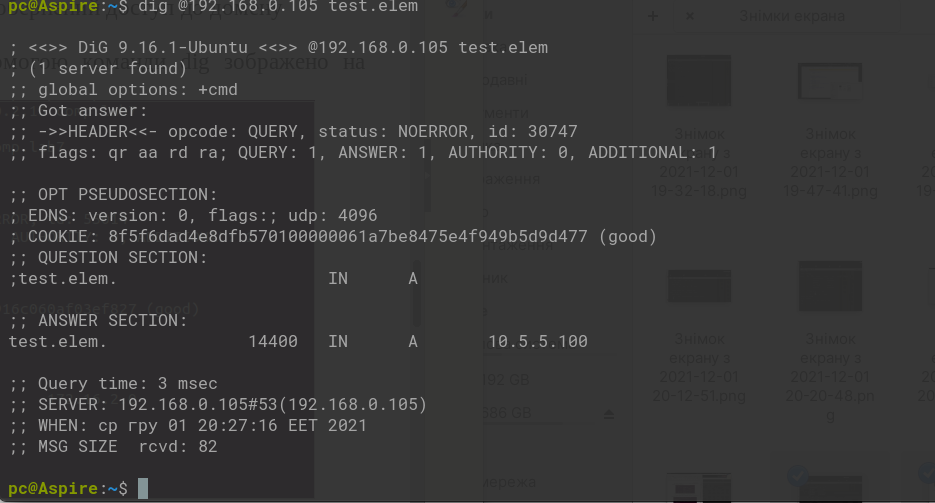 pc@Aspire:~$ dig @192.168.0.105 test.elem

; <<>> DiG 9.16.1-Ubuntu <<>> @192.168.0.105 test.elem
; (1 server found)
;; global options: +cmd
;; Got answer:
;; ->>HEADER<<- opcode: QUERY, status: NOERROR, id: 30747
;; flags: qr aa rd ra; QUERY: 1, ANSWER: 1, AUTHORITY: 0, ADDITIONAL: 1

;; OPT PSEUDOSECTION:
; EDNS: version: 0, flags:; udp: 4096
; COOKIE: 8f5f6dad4e8dfb570100000061a7be8475e4f949b5d9d477 (good)
;; QUESTION SECTION:
;test.elem. IN A

;; ANSWER SECTION:
test.elem. 14400 IN A 10.5.5.100

;; Query time: 3 msec
;; SERVER: 192.168.0.105#53(192.168.0.105)
;; WHEN: ср гру 01 20:27:16 EET 2021
;; MSG SIZE rcvd: 82

pc@Aspire:~$
Знімки екрана
Знімок
екрану з
2021-12-01
19-32-18.png
Знімок
екрану з
2021-12-01
19-47-41.png
Знімок
екрану з
2021-12-01
20-12-51.png
Знімок
екрану з
2021-12-01
20-20-48.pn
g